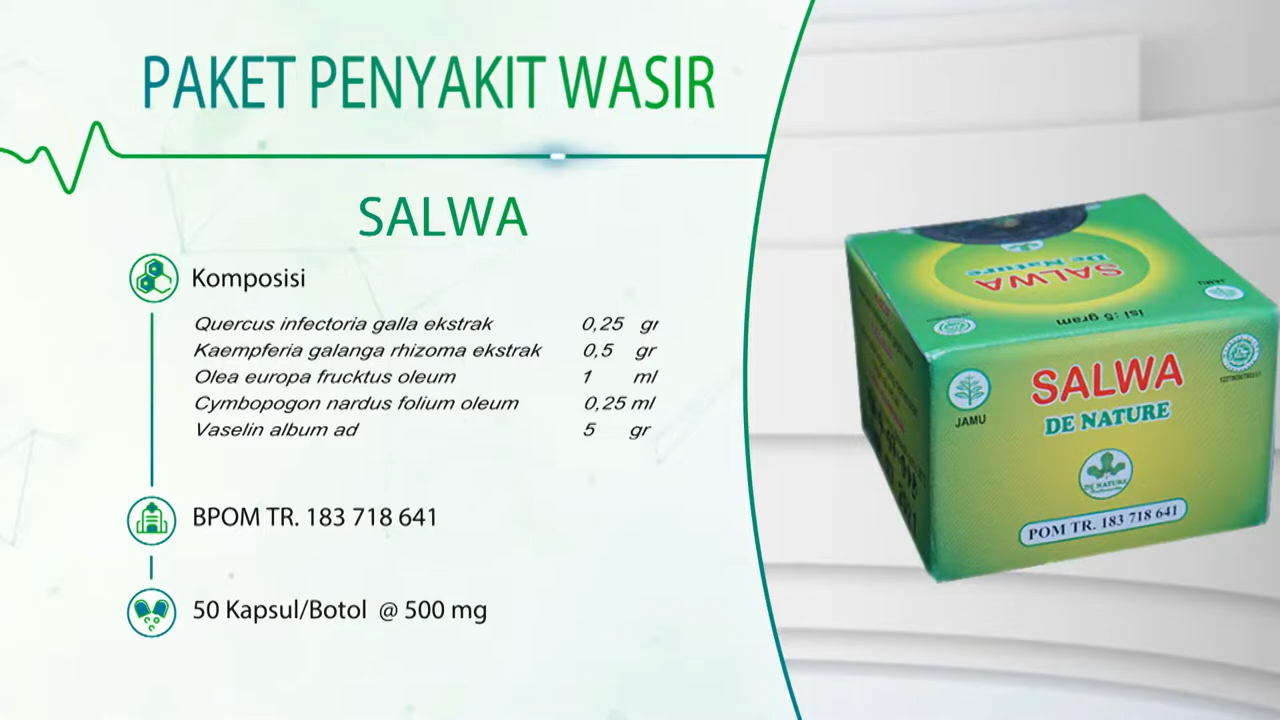 PAKET PENYAKIT WASIR
SALWA
Komposisi
Quercus infectoria galla ekstrak 0,25 gr
Kaempferia galanga rhizoma ekstrak 0,5 gr
Olea europa frucktus oleum 1 ml
Cymbopogon nardus folium oleum 0,25 ml
Vaselin album ad 5 gr
BPOM TR. 183 718 641
50 Kapsul/Botol @ 500 mg
SALWA
De Nature
JAMU
Isi : 5 gram
SALWA
DE NATURE
JAMU
DE NATURE
POM TR. 183 718 641